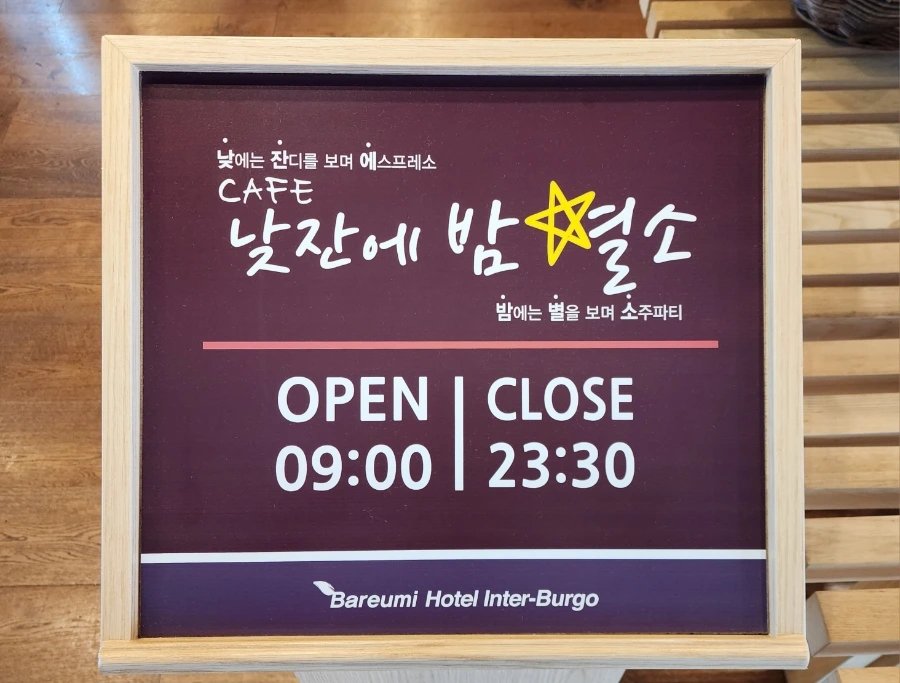 낮에는 잔디를 보며 에스프레소
CAFE
낮잔에 밤 별소
밤에는 별을 보며 소주파티
OPEN | CLOSE
09:00 | 23:30
Bareumi Hotel Inter-Burgo